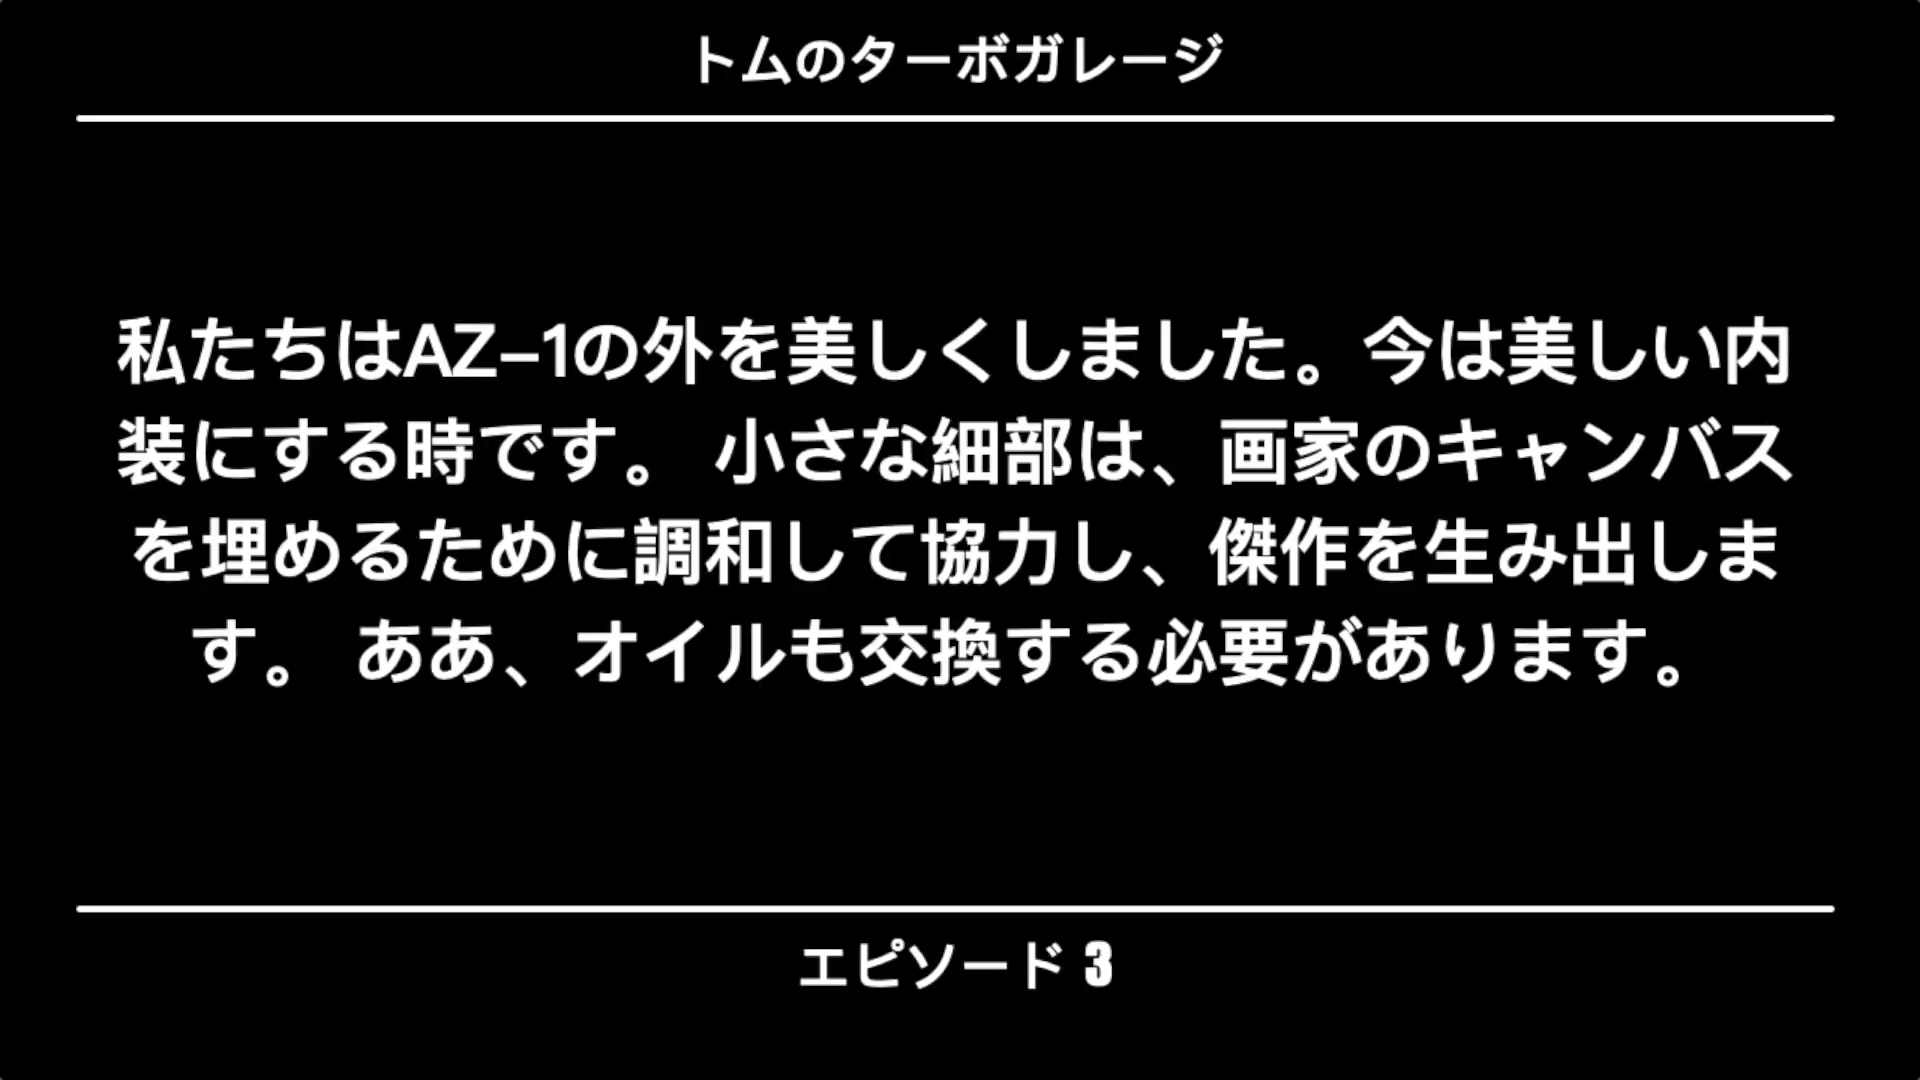 トムのターボガレージ
私たちはAZ–1の外を美しくしました。今は美しい内
装にする時です。 小さな細部は、画家のキャンバス
を埋めるために調和して協力し、傑作を生み出しま
す。 ああ、オイルも交換する必要があります。
エピソード 3